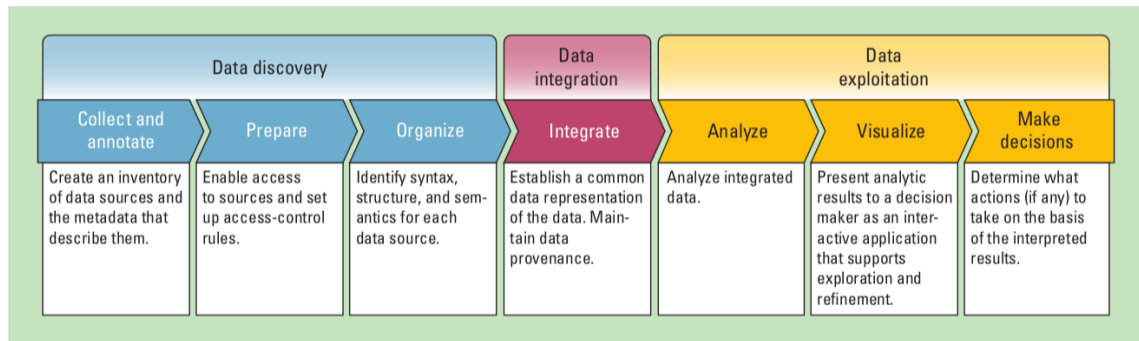 Data discovery
Data
integration
Data
exploitation
Collect and
annotate
Prepare
Organize
Integrate
Analyze
Visualize
Make
decisions
Create an inventory
of data sources and
the metadata that
describe them.
Enable access
to sources and set
up access-control
rules.
Identify syntax,
structure, and sem-
antics for each
data source.
Establish a common
data representation
of the data. Main-
tain data
provenance.
Analyze integrated
data.
Present analytic
results to a decision
maker as an inter-
active application
that supports
exploration and
refinement.
Determine what
actions (if any) to
take on the basis
of the interpreted
results.